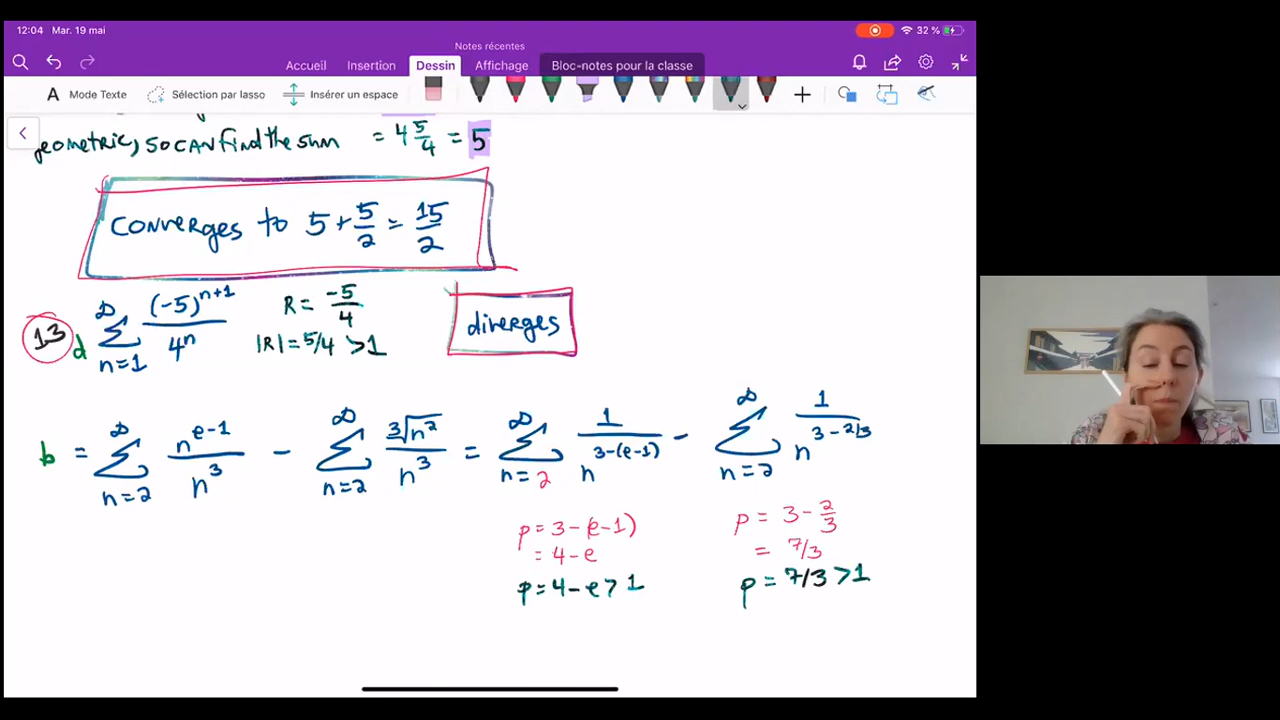 12:04 Mar. 19 mai 32 %
Notes récentes
Accueil Insertion Dessin Affichage Bloc-notes pour la classe
A Mode Texte Sélection par lasso Insérer un espace
geometric, so can find the sum = 4 5/4 = 5
Converges to 5 + 5/2 = 15/2
13 d ∑_{n=1}^{∞} (-5)^{n+1}/4^n R = -5/4 diverges
|R| = 5/4 > 1
b = ∑_{n=2}^{∞} n^{e-1}/n^3 - ∑_{n=2}^{∞} ∛n²/n^3 = ∑_{n=2}^{∞} 1/n^{3-(e-1)} - ∑_{n=2}^{∞} 1/n^{3-2/3}
p = 3-(e-1) p = 3 - 2/3
= 4-e = 7/3
p = 4-e > 1 p = 7/3 > 1